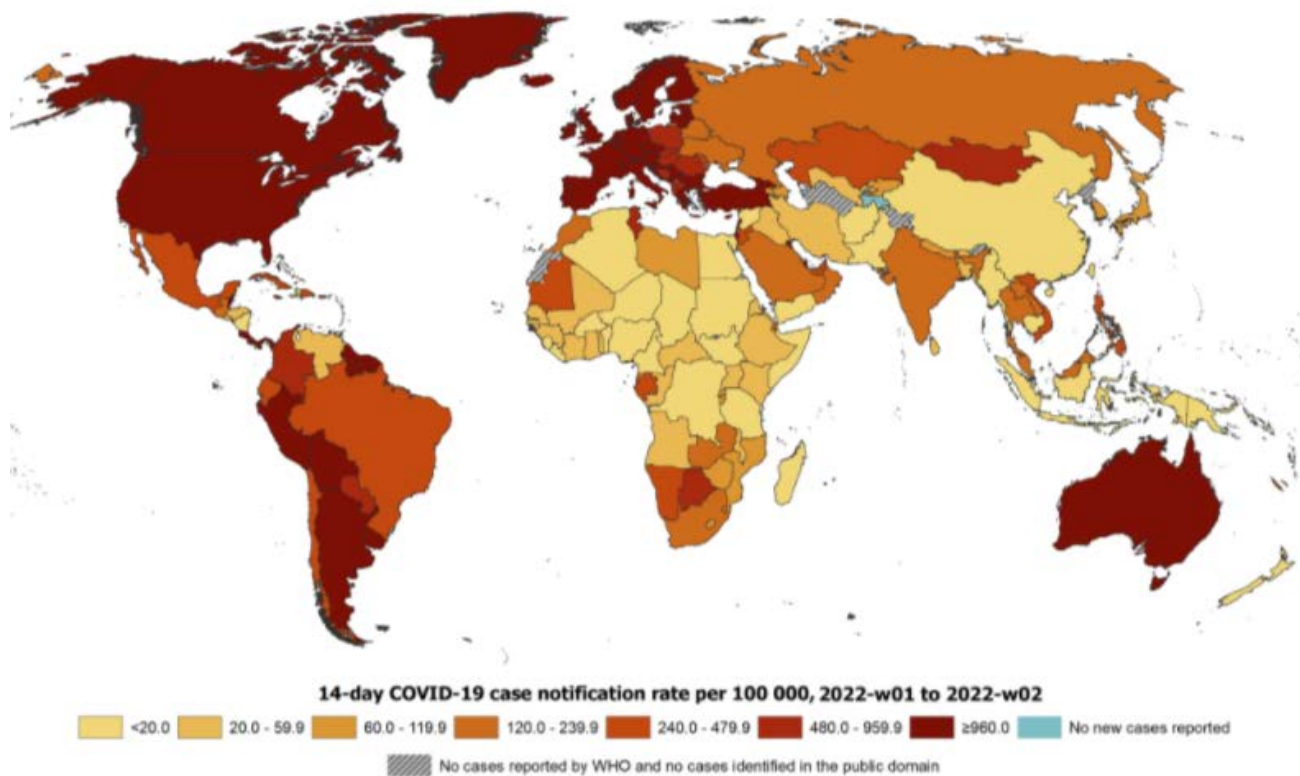 14-day COVID-19 case notification rate per 100 000, 2022-w01 to 2022-w02
<20.0 20.0 - 59.9 60.0 - 119.9 120.0 - 239.9 240.0 - 479.9 480.0 - 959.9 ≥960.0 No new cases reported
No cases reported by WHO and no cases identified in the public domain